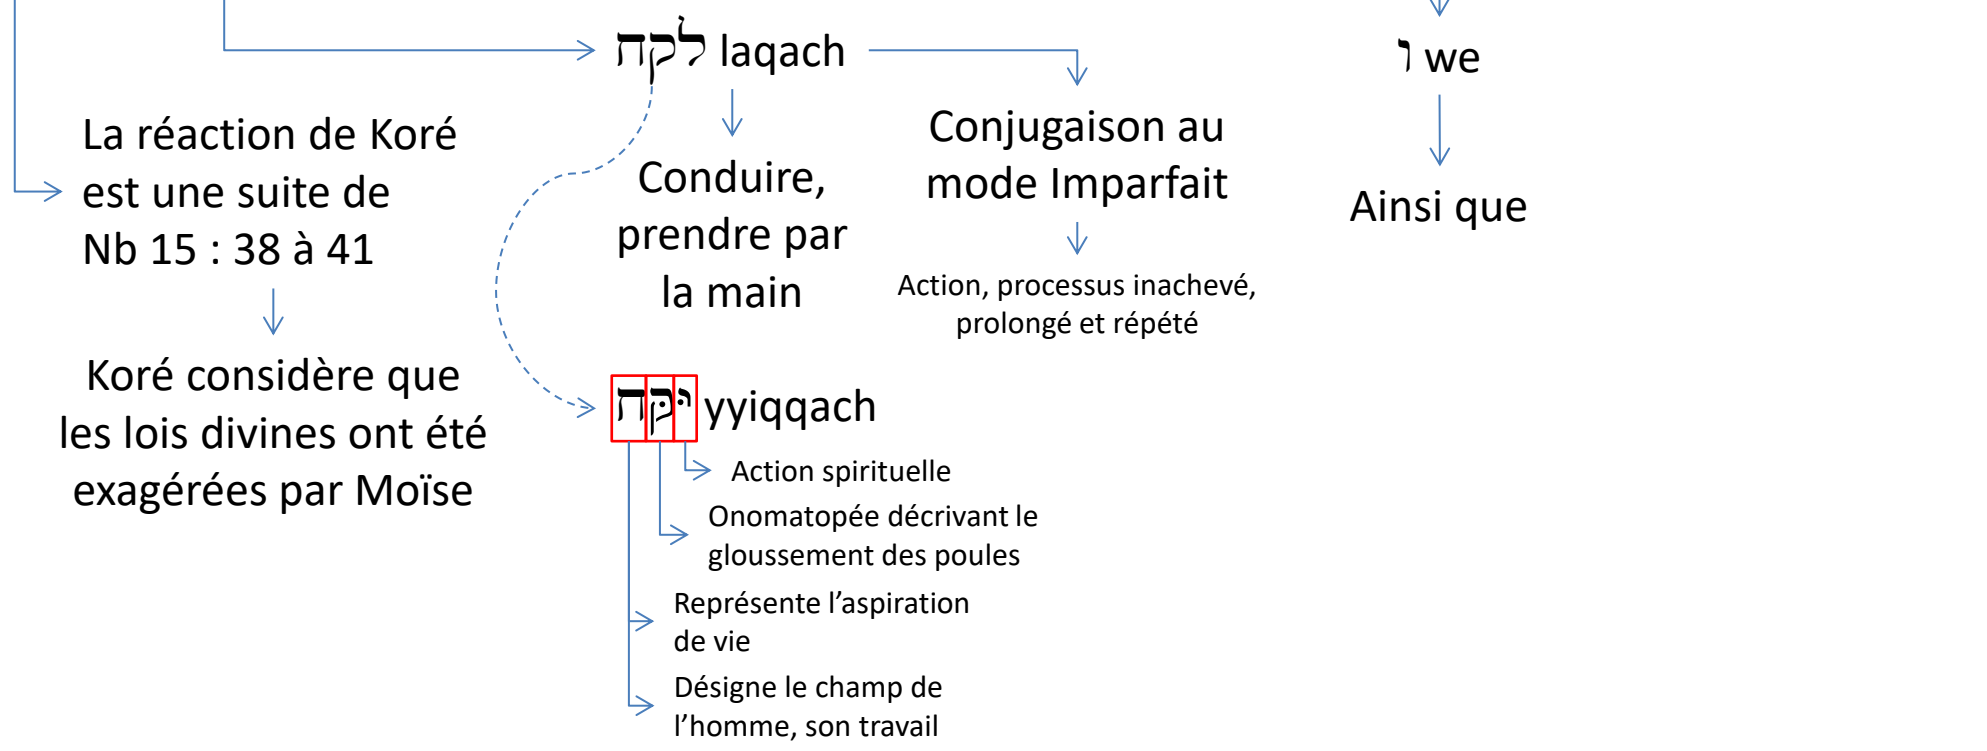 לקח laqach
ו we
La réaction de Koré
est une suite de
Nb 15 : 38 à 41
Conduire,
prendre par
la main
Conjugaison au
mode Imparfait
Ainsi que
Action, processus inachevé,
prolongé et répété
Koré considère que
les lois divines ont été
exagérées par Moïse
יּקּח yyiqqach
Action spirituelle
Onomatopée décrivant le
gloussement des poules
Représente l’aspiration
de vie
Désigne le champ de
l’homme, son travail